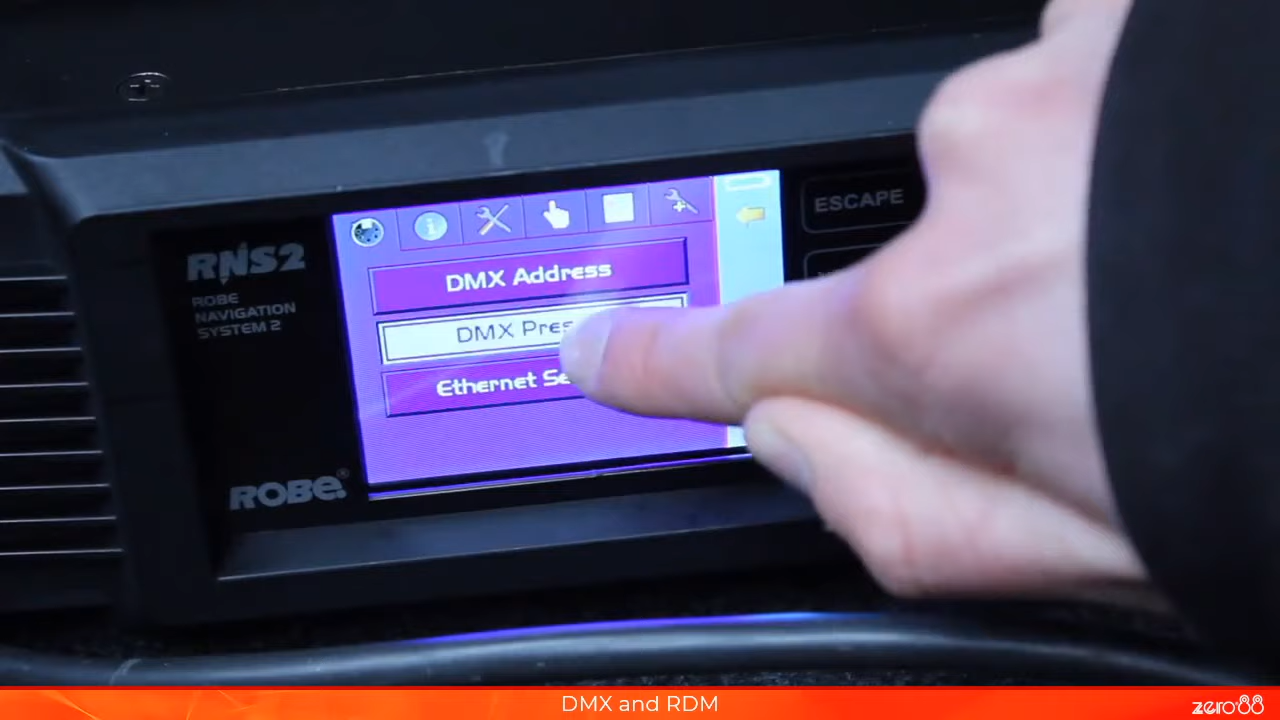 RNS2
ROBE
NAVIGATION
SYSTEM 2
ROBE®
DMX Address
DMX Pres
Ethernet Se
ESCAPE
DMX and RDM
zero88